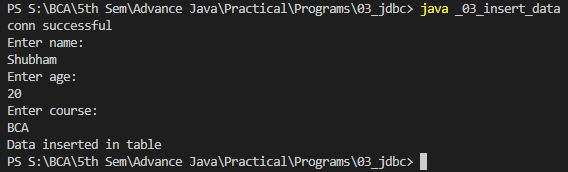 PS S:\BCA\5th Sem\Advance Java\Practical\Programs\03_jdbc> java _03_insert_data
conn successful
Enter name:
Shubham
Enter age:
20
Enter course:
BCA
Data inserted in table
PS S:\BCA\5th Sem\Advance Java\Practical\Programs\03_jdbc>